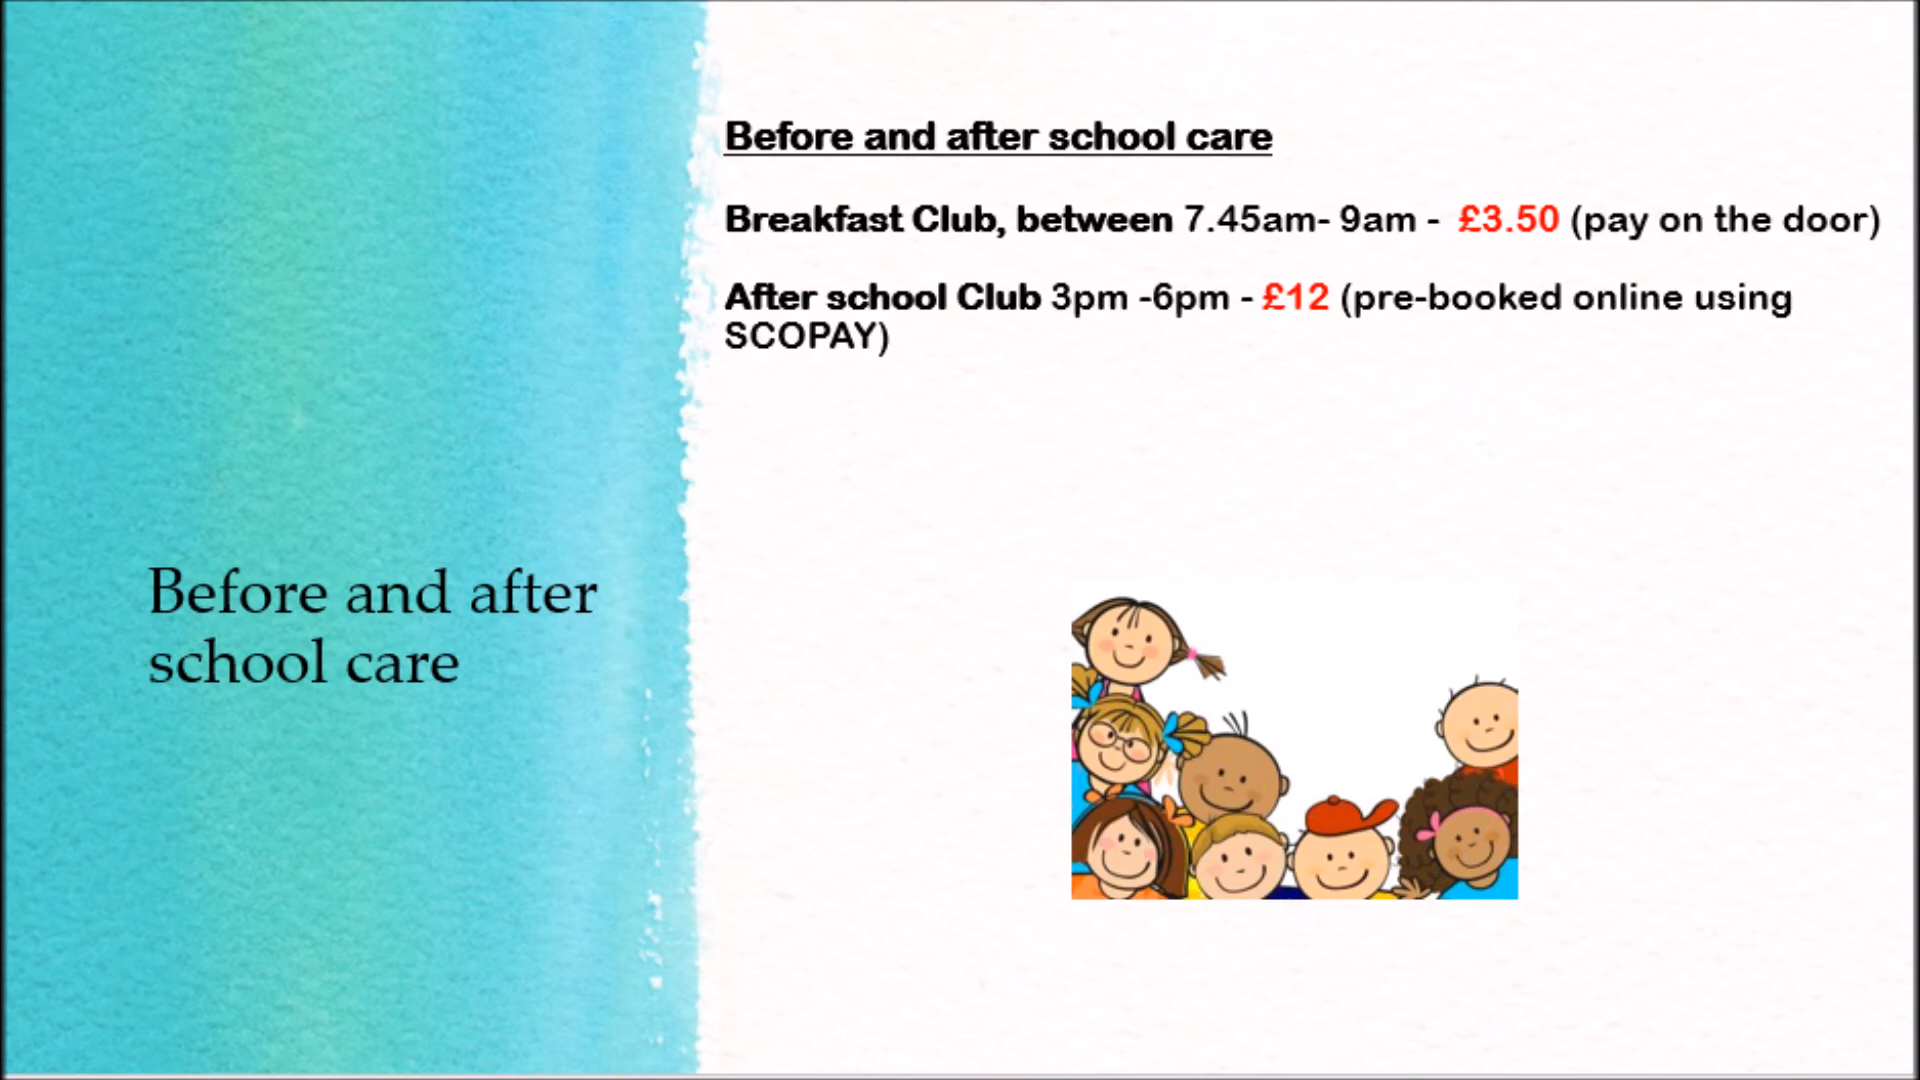 Before and after
school care
Before and after school care
Breakfast Club, between 7.45am- 9am - £3.50 (pay on the door)
After school Club 3pm -6pm - £12 (pre-booked online using
SCOPAY)